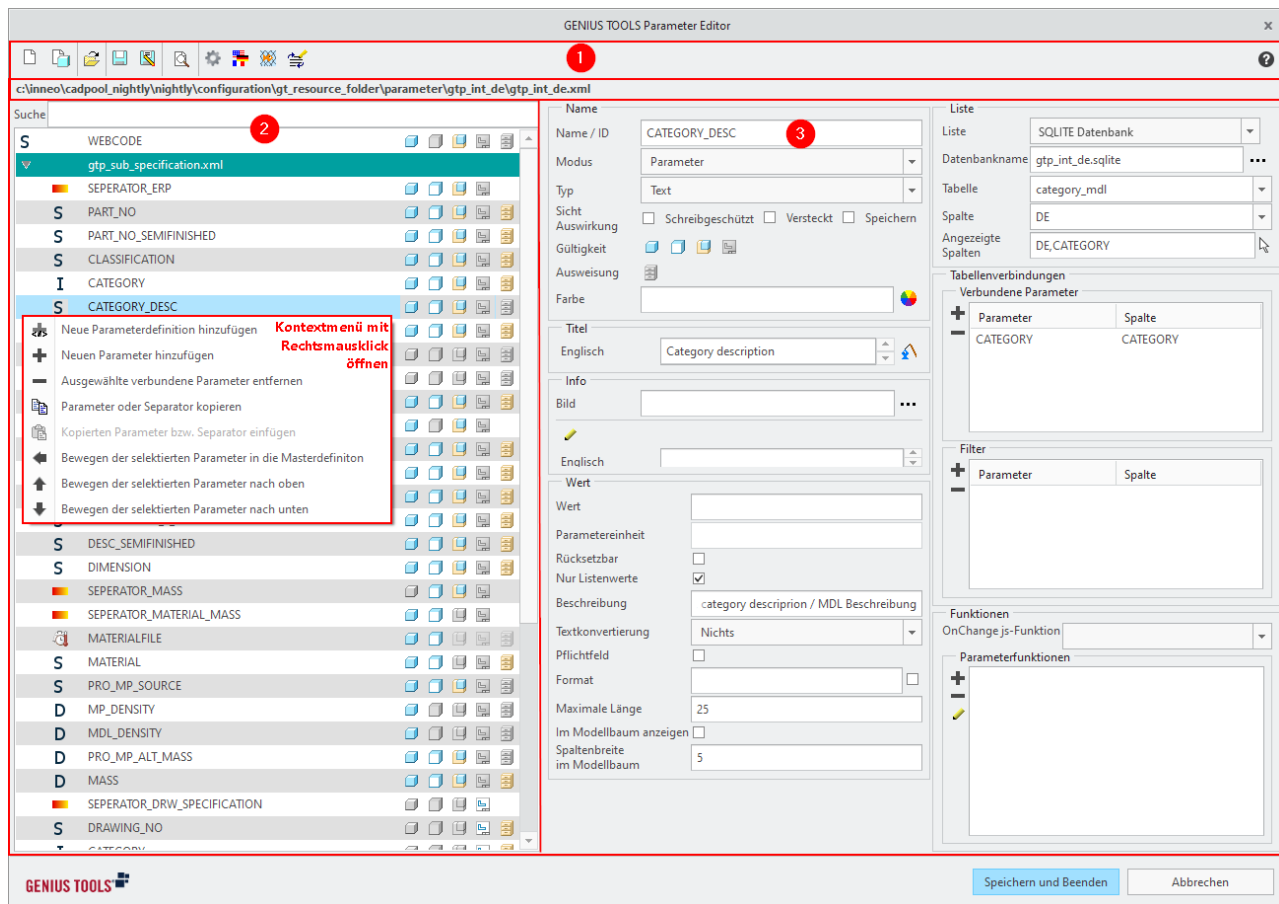 GENIUS TOOLS Parameter Editor
1
c:\inneo\cadpool_nightly\nightly\configuration\gt_resource_folder\parameter\gtp_int_de\gtp_int_de.xml
Suche
2
S WEBCODE
gtp_sub_specification.xml
SEPERATOR_ERP
S PART_NO
S PART_NO_SEMIFINISHED
S CLASSIFICATION
I CATEGORY
S CATEGORY_DESC
Neue Parameterdefinition hinzufügen
Kontextmenü mit
Rechtsmausklick
öffnen
Neuen Parameter hinzufügen
Ausgewählte verbundene Parameter entfernen
Parameter oder Separator kopieren
Kopierten Parameter bzw. Separator einfügen
Bewegen der selektierten Parameter in die Masterdefiniton
Bewegen der selektierten Parameter nach oben
Bewegen der selektierten Parameter nach unten
S DESC_SEMIFINISHED
S DIMENSION
SEPERATOR_MASS
SEPERATOR_MATERIAL_MASS
MATERIALFILE
S MATERIAL
S PRO_MP_SOURCE
D MP_DENSITY
D MDL_DENSITY
D PRO_MP_ALT_MASS
D MASS
SEPERATOR_DRW_SPECIFICATION
S DRAWING_NO
I CATEGORY
Name
Name / ID CATEGORY_DESC 3
Modus Parameter
Typ Text
Sicht
Auswirkung
Schreibgeschützt Versteckt Speichern
Gültigkeit
Ausweisung
Farbe
Titel
Englisch Category description
Info
Bild
Englisch
Wert
Wert
Parametereinheit
Rücksetzbar
Nur Listenwerte
Beschreibung category descriprion / MDL Beschreibung
Textkonvertierung Nichts
Pflichtfeld
Format
Maximale Länge 25
Im Modellbaum anzeigen
Spaltenbreite
im Modellbaum
5
Liste
Liste SQLITE Datenbank
Datenbankname gtp_int_de.sqlite
Tabelle category_mdl
Spalte DE
Angezeigte
Spalten
DE,CATEGORY
Tabellenverbindungen
Verbundene Parameter
Parameter Spalte
CATEGORY CATEGORY
Filter
Parameter Spalte
Funktionen
OnChange js-Funktion
Parameterfunktionen
GENIUS TOOLS
Speichern und Beenden
Abbrechen